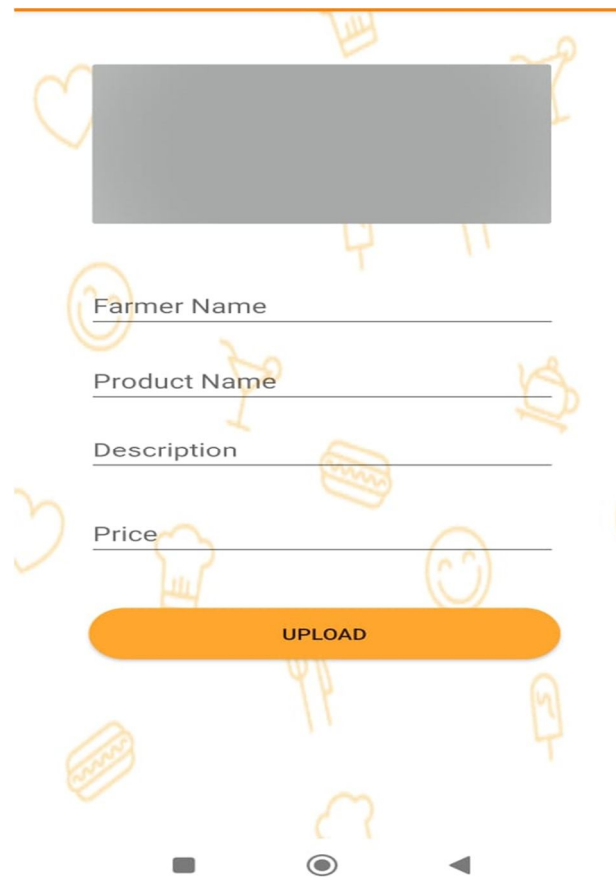 Farmer Name
Product Name
Description
Price
UPLOAD